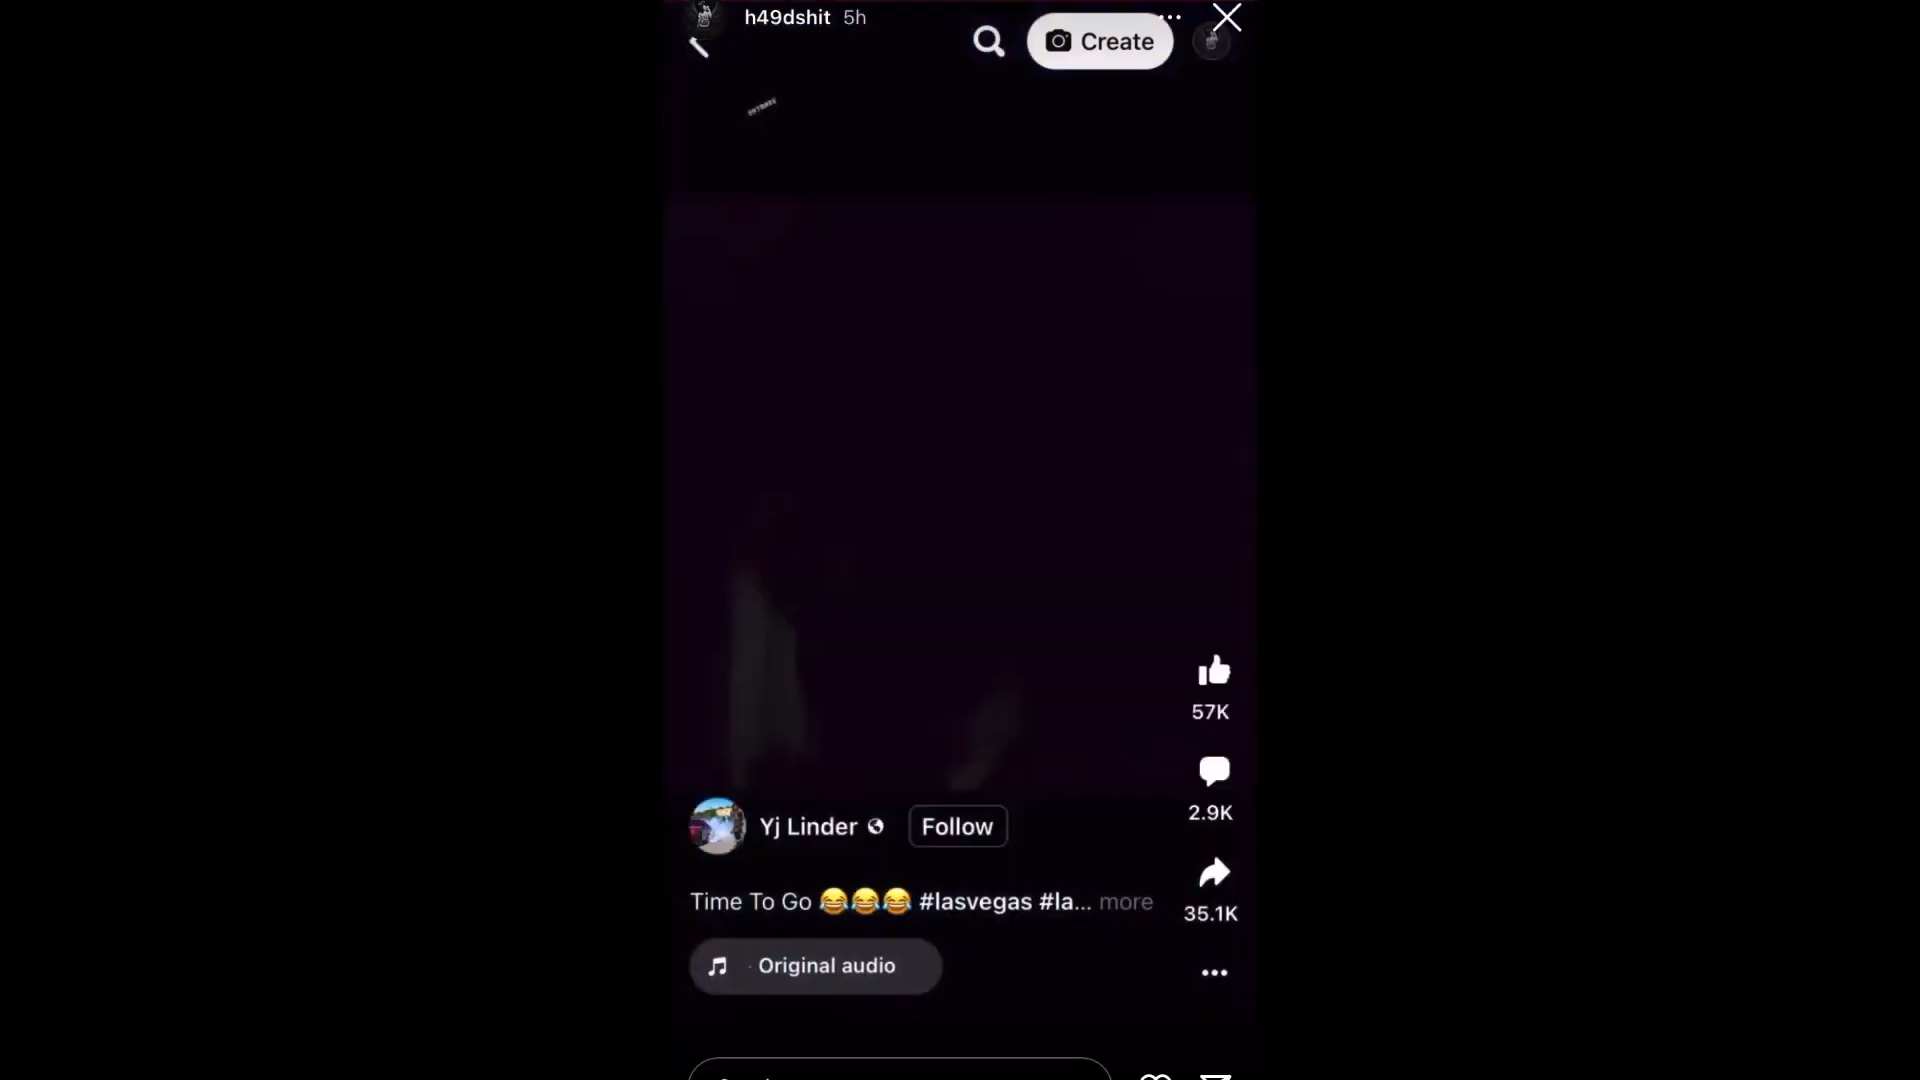 h49dshit 5h
Create
57K
2.9K
Yj Linder Follow
Time To Go 😂😂😂 #lasvegas #la... more
35.1K
Original audio